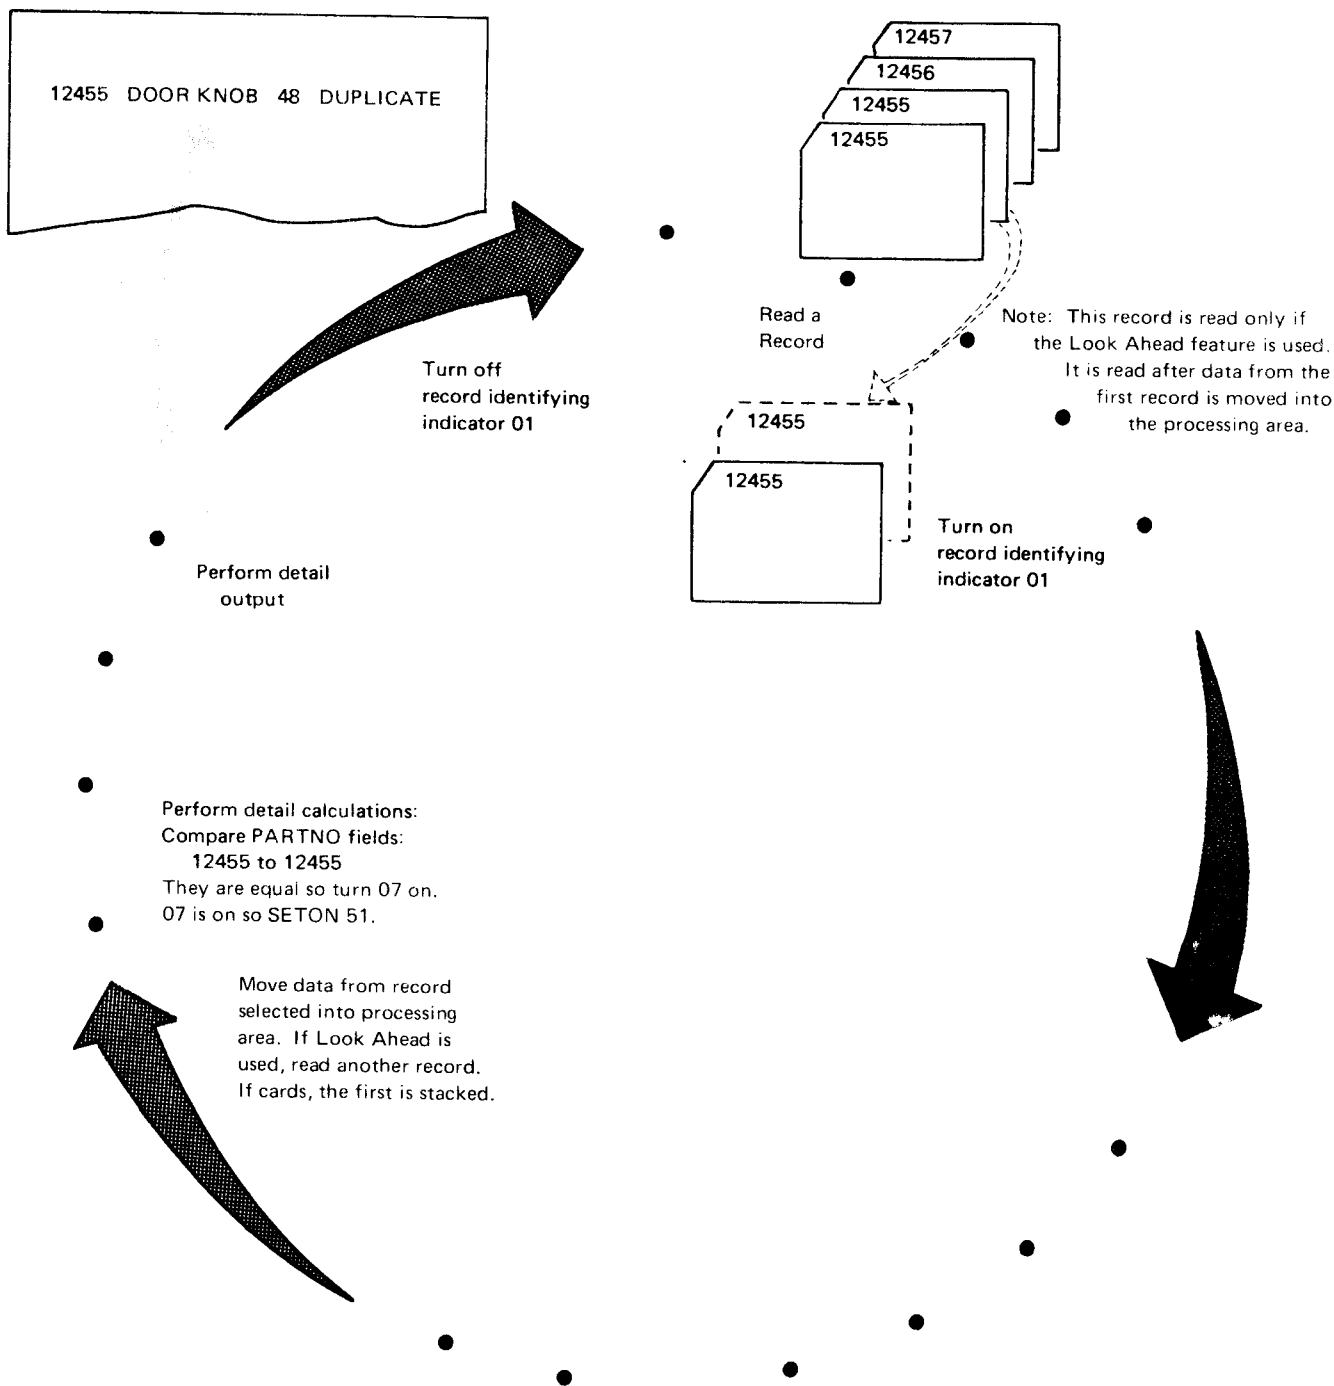 12455 DOOR KNOB 48 DUPLICATE
12457
12456
12455
12455
Read a
Record
Note: This record is read only if
the Look Ahead feature is used.
It is read after data from the
first record is moved into
the processing area.
Turn off
record identifying
indicator 01
12455
12455
Turn on
record identifying
indicator 01
Perform detail
output
Perform detail calculations:
Compare PARTNO fields:
12455 to 12455
They are equal so turn 07 on.
07 is on so SETON 51.
Move data from record
selected into processing
area. If Look Ahead is
used, read another record.
If cards, the first is stacked.